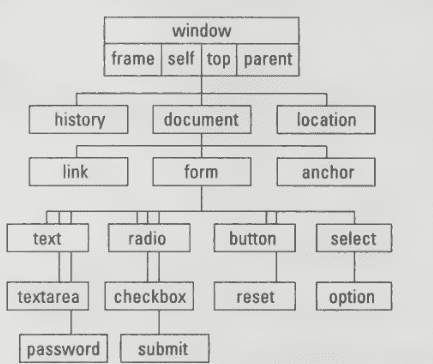 window
frame self top parent
history document location
link form anchor
text radio button select
textarea checkbox reset option
password submit